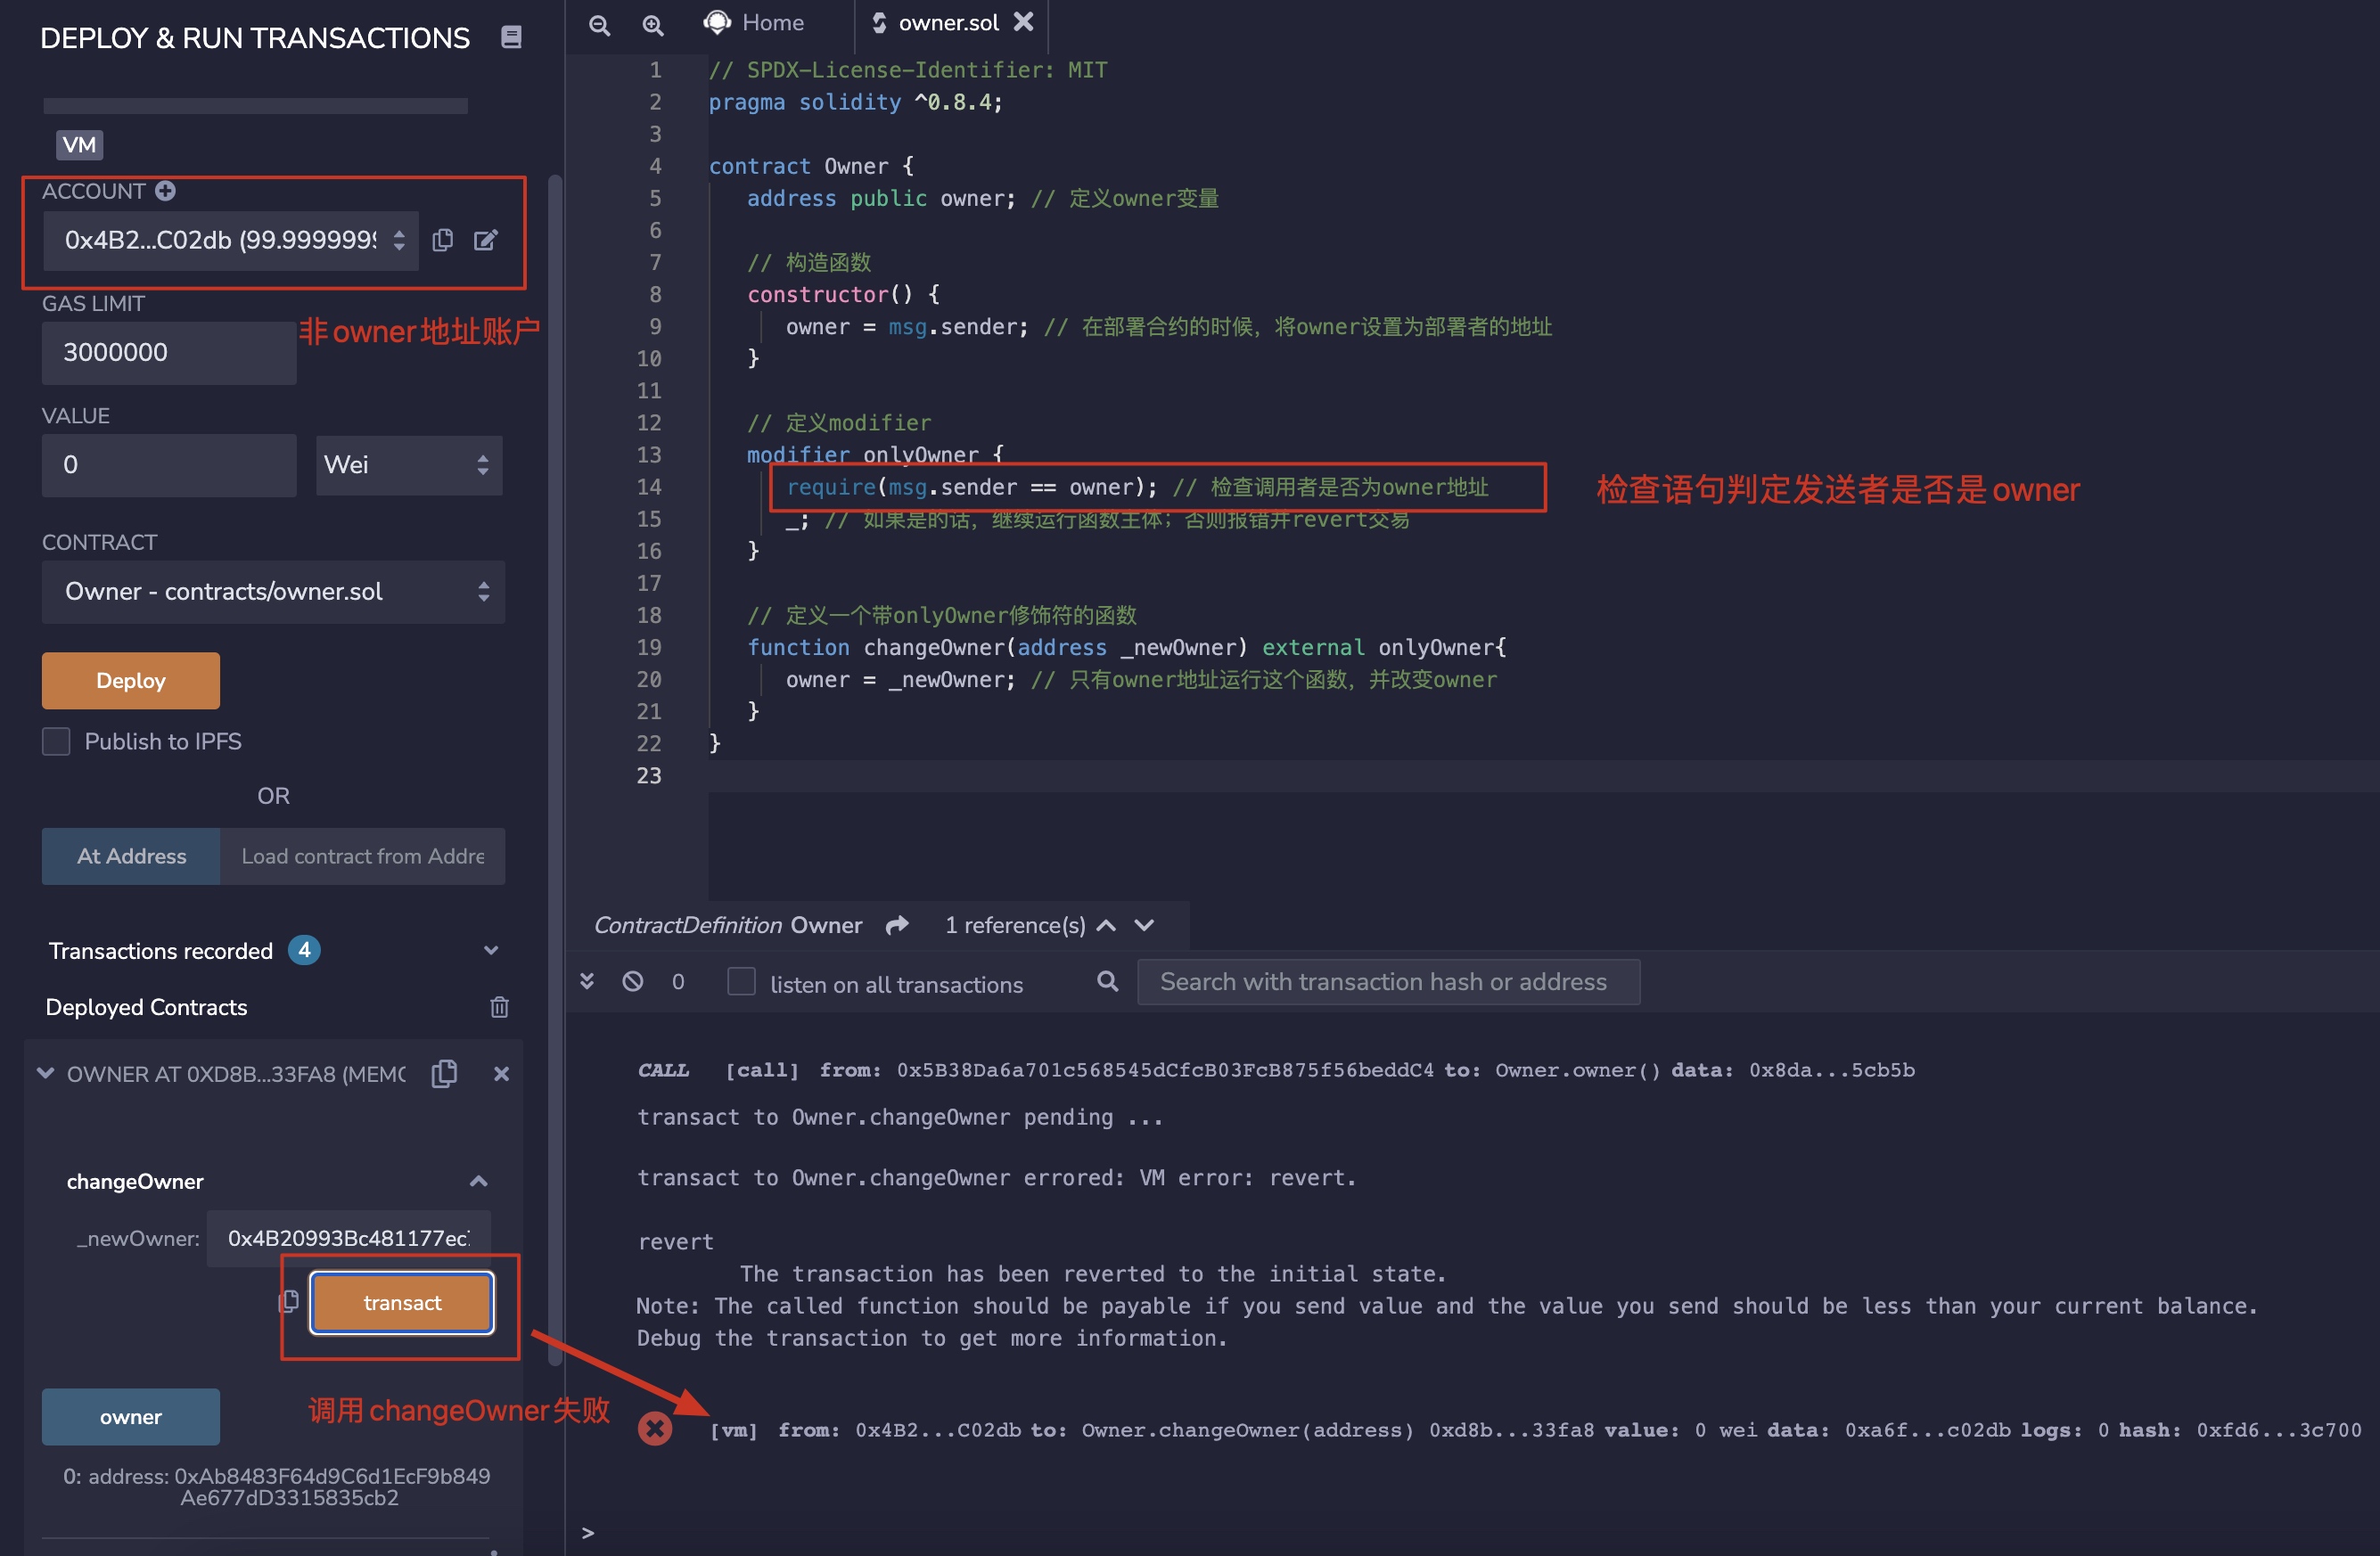 DEPLOY & RUN TRANSACTIONS
VM
ACCOUNT
0x4B2...C02db (99.9999999
GAS LIMIT
非owner地址账户
3000000
VALUE
0
Wei
CONTRACT
Owner - contracts/owner.sol
Deploy
Publish to IPFS
OR
At Address
Load contract from Addre
Transactions recorded 4
Deployed Contracts
OWNER AT 0XD8B...33FA8 (MEMO
changeOwner
_newOwner:
0x4B20993Bc481177ec7
transact
调用changeOwner失败
owner
0: address: 0xAb8483F64d9C6d1EcF9b849
Ae677dD3315835cb2
Home
owner.sol
1 // SPDX-License-Identifier: MIT
2 pragma solidity ^0.8.4;
3
4 contract Owner {
5 address public owner; // 定义owner变量
6
7 // 构造函数
8 constructor() {
9 owner = msg.sender; // 在部署合约的时候，将owner设置为部署者的地址
10 }
11
12 // 定义modifier
13 modifier onlyOwner {
14 require(msg.sender == owner); // 检查调用者是否为owner地址
检查语句判定发送者是否是owner
15 _; // 如果是的话，继续运行函数主体；否则报错并revert交易
16 }
17
18 // 定义一个带onlyOwner修饰符的函数
19 function changeOwner(address _newOwner) external onlyOwner{
20 owner = _newOwner; // 只有owner地址运行这个函数，并改变owner
21 }
22 }
23
ContractDefinition Owner 1 reference(s)
0 listen on all transactions
Search with transaction hash or address
CALL [call] from: 0x5B38Da6a701c568545dCfcB03FcB875f56beddC4 to: Owner.owner() data: 0x8da...5cb5b
transact to Owner.changeOwner pending ...
transact to Owner.changeOwner errored: VM error: revert.
revert
The transaction has been reverted to the initial state.
Note: The called function should be payable if you send value and the value you send should be less than your current balance.
Debug the transaction to get more information.
[vm] from: 0x4B2...C02db to: Owner.changeOwner(address) 0xd8b...33fa8 value: 0 wei data: 0xa6f...c02db logs: 0 hash: 0xfd6...3c700
>